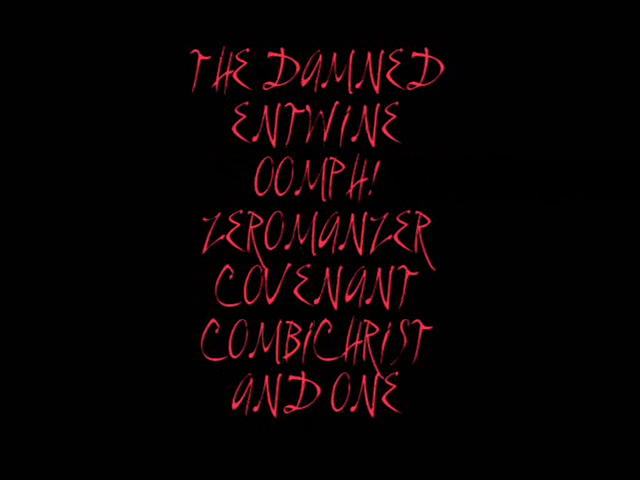 THE DAMNED
ENTWINE
OOMPH!
ZEROMANZER
COVENANT
COMBiCHRiST
AND ONE